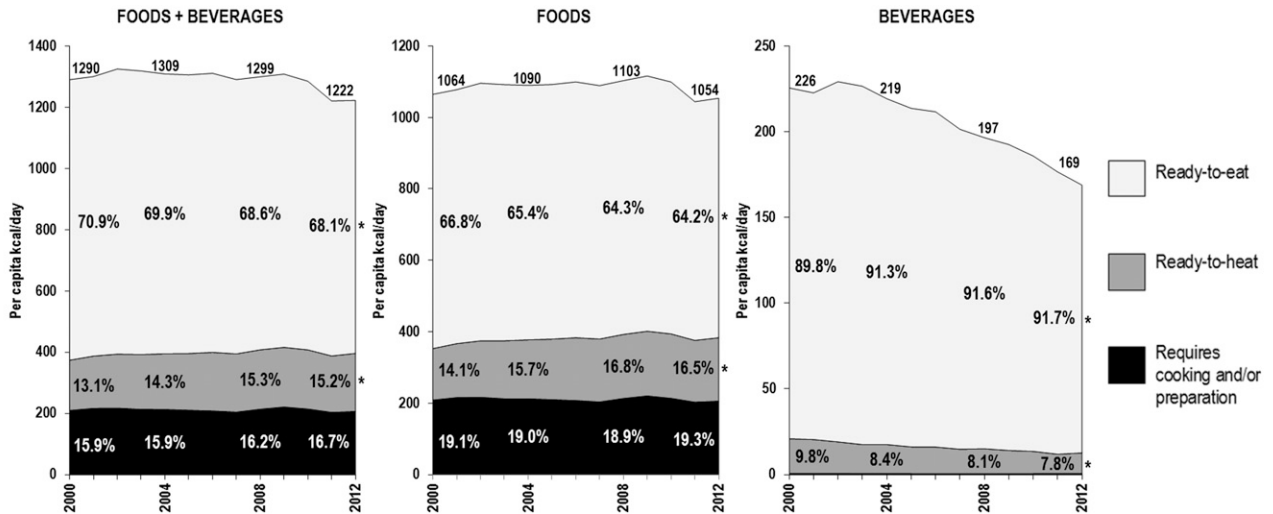 FOODS + BEVERAGES
Per capita kcal/day
1400
1200
1000
800
600
400
200
0
1290 1309 1299 1222
70.9% 69.9% 68.6% 68.1% *
13.1% 14.3% 15.3% 15.2% *
15.9% 15.9% 16.2% 16.7%
2000 2004 2008 2012
FOODS
Per capita kcal/day
1200
1000
800
600
400
200
0
1064 1090 1103 1054
66.8% 65.4% 64.3% 64.2% *
14.1% 15.7% 16.8% 16.5% *
19.1% 19.0% 18.9% 19.3%
2000 2004 2008 2012
BEVERAGES
Per capita kcal/day
250
200
150
100
50
0
226 219 197 169
89.8% 91.3% 91.6% 91.7% *
9.8% 8.4% 8.1% 7.8% *
2000 2004 2008 2012
Ready-to-eat
Ready-to-heat
Requires
cooking and/or
preparation